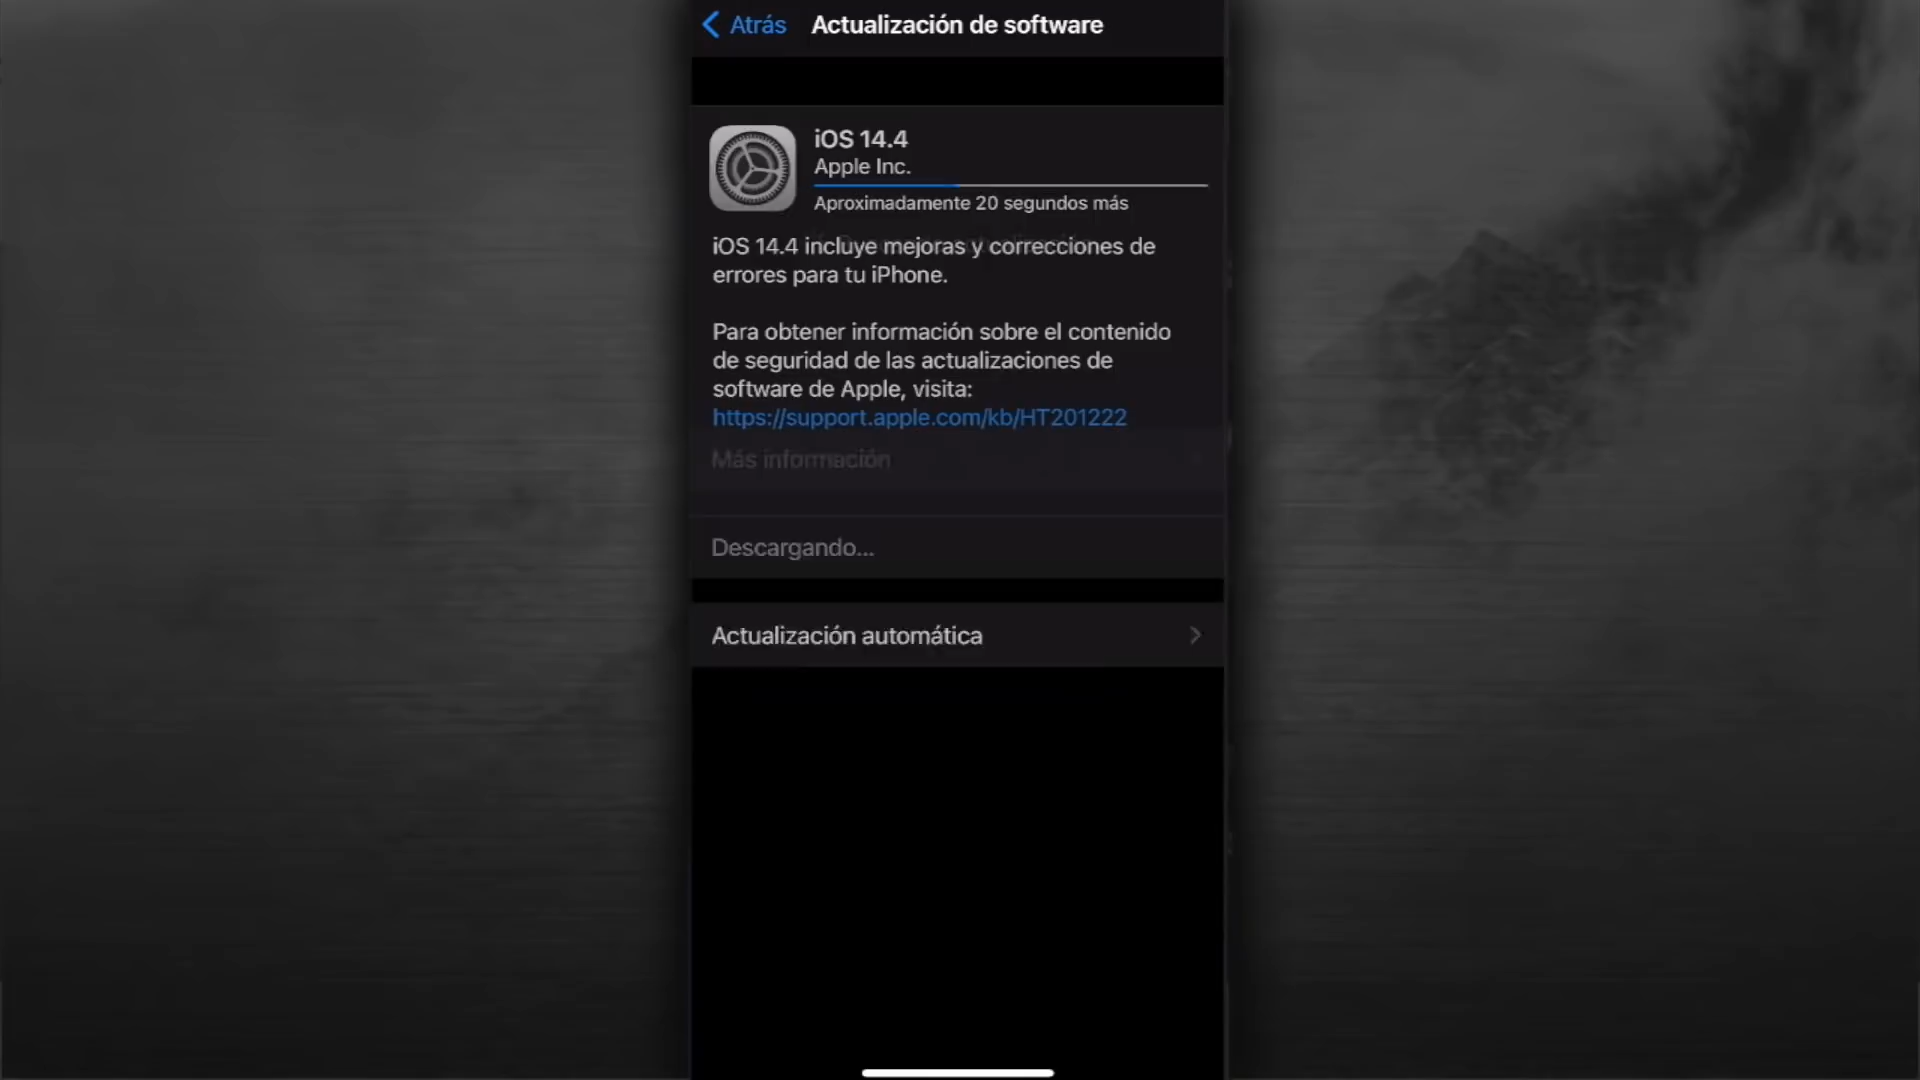 Atrás Actualización de software
iOS 14.4
Apple Inc.
Aproximadamente 20 segundos más
iOS 14.4 incluye mejoras y correcciones de
errores para tu iPhone.
Para obtener información sobre el contenido
de seguridad de las actualizaciones de
software de Apple, visita:
https://support.apple.com/kb/HT201222
Más información
Descargando...
Actualización automática